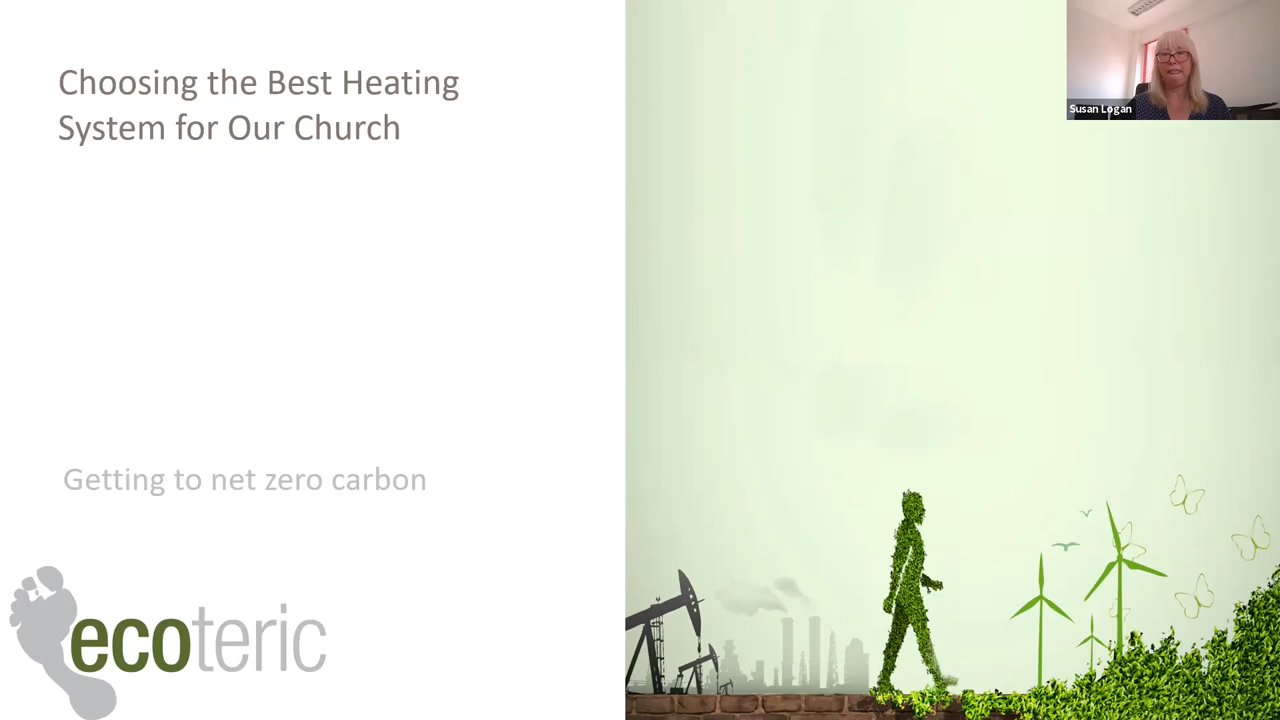 Choosing the Best Heating
System for Our Church
Susan Logan
Getting to net zero carbon
ecoteric